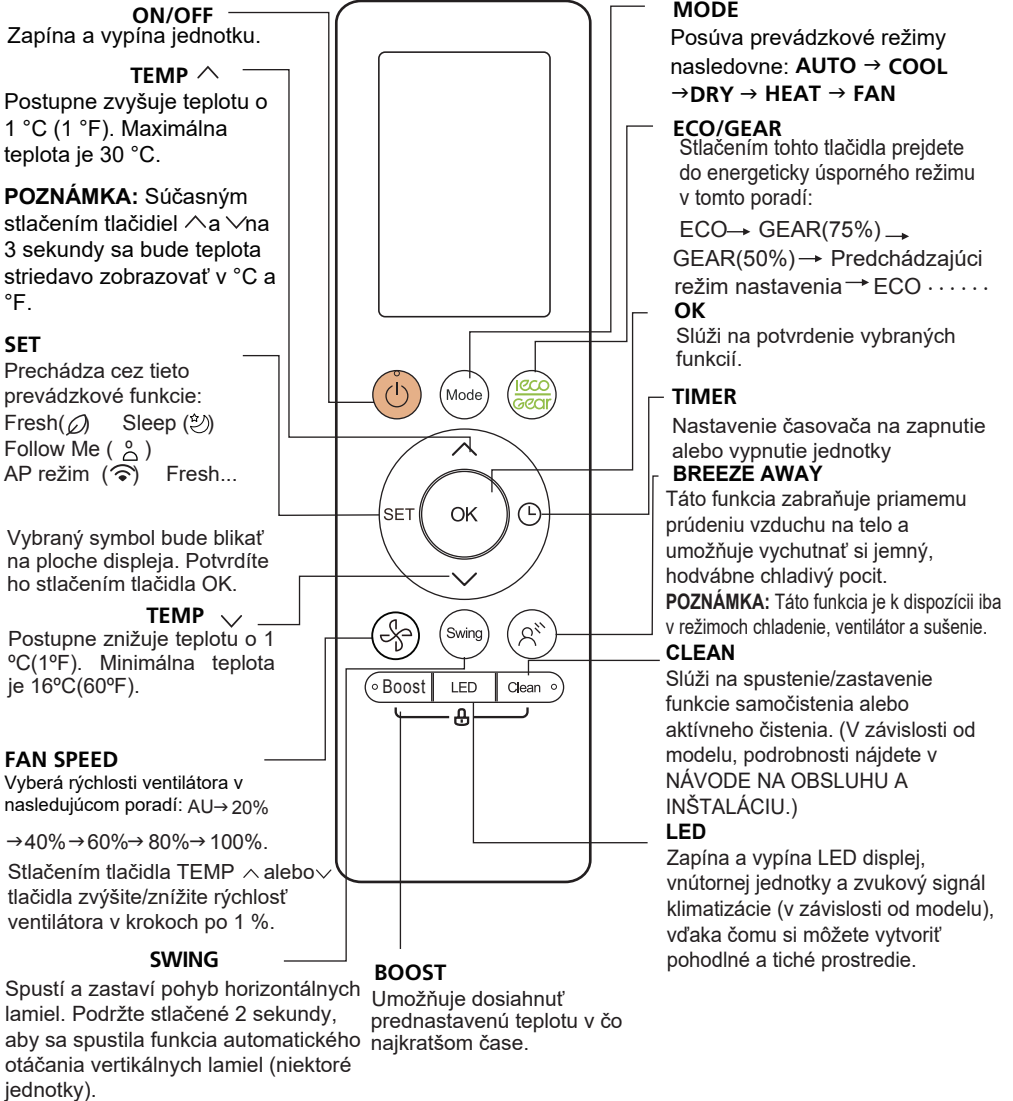 ON/OFF
Zapína a vypína jednotku.
TEMP ︿
Postupne zvyšuje teplotu o
1 °C (1 °F). Maximálna
teplota je 30 °C.
POZNÁMKA: Súčasným
stlačením tlačidiel ︿a ﹀na
3 sekundy sa bude teplota
striedavo zobrazovať v °C a
°F.
SET
Prechádza cez tieto
prevádzkové funkcie:
Fresh( ) Sleep ( )
Follow Me ( )
AP režim ( ) Fresh...
Vybraný symbol bude blikať
na ploche displeja. Potvrdíte
ho stlačením tlačidla OK.
TEMP ﹀
Postupne znižuje teplotu o 1
ºC(1ºF). Minimálna teplota
je 16ºC(60ºF).
FAN SPEED
Vyberá rýchlosti ventilátora v
nasledujúcom poradí: AU→ 20%
→40%→60%→ 80%→ 100%.
Stlačením tlačidla TEMP ︿ alebo﹀
tlačidla zvýšite/znížite rýchlosť
ventilátora v krokoch po 1 %.
SWING
Spustí a zastaví pohyb horizontálnych
lamiel. Podržte stlačené 2 sekundy,
aby sa spustila funkcia automatického
otáčania vertikálnych lamiel (niektoré
jednotky).
Mode
ieco
Gear
SET
OK
Swing
Boost
LED
Clean
BOOST
Umožňuje dosiahnuť
prednastavenú teplotu v čo
najkratšom čase.
MODE
Posúva prevádzkové režimy
nasledovne: AUTO → COOL
→DRY → HEAT → FAN
ECO/GEAR
Stlačením tohto tlačidla prejdete
do energeticky úsporného režimu
v tomto poradí:
ECO→ GEAR(75%) →
GEAR(50%)→ Predchádzajúci
režim nastavenia→ ECO ······
OK
Slúži na potvrdenie vybraných
funkcií.
TIMER
Nastavenie časovača na zapnutie
alebo vypnutie jednotky
BREEZE AWAY
Táto funkcia zabraňuje priamemu
prúdeniu vzduchu na telo a
umožňuje vychutnať si jemný,
hodvábne chladivý pocit.
POZNÁMKA: Táto funkcia je k dispozícii iba
v režimoch chladenie, ventilátor a sušenie.
CLEAN
Slúži na spustenie/zastavenie
funkcie samočistenia alebo
aktívneho čistenia. (V závislosti od
modelu, podrobnosti nájdete v
NÁVODE NA OBSLUHU A
INŠTALÁCIU.)
LED
Zapína a vypína LED displej,
vnútornej jednotky a zvukový signál
klimatizácie (v závislosti od modelu),
vďaka čomu si môžete vytvoriť
pohodlné a tiché prostredie.